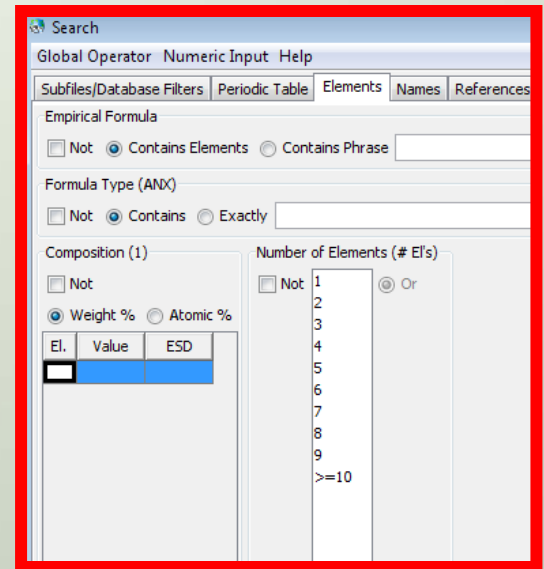 Search
Global Operator Numeric Input Help
Subfiles/Database Filters Periodic Table Elements Names References
Empirical Formula
Not Contains Elements Contains Phrase
Formula Type (ANX)
Not Contains Exactly
Composition (1)
Not
Weight % Atomic %
El. Value ESD
Number of Elements (# El's)
Not 1 Or
2
3
4
5
6
7
8
9
>=10